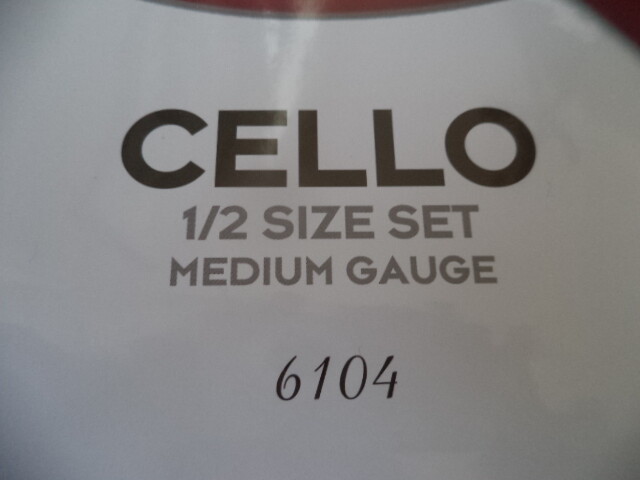 CELLO
1/2 SIZE SET
MEDIUM GAUGE
6104